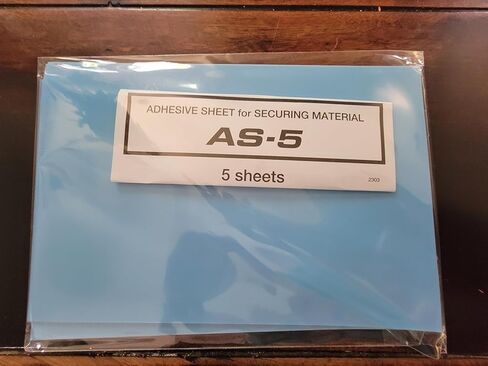 ADHESIVE SHEET for SECURING MATERIAL
AS-5
5 sheets
2303